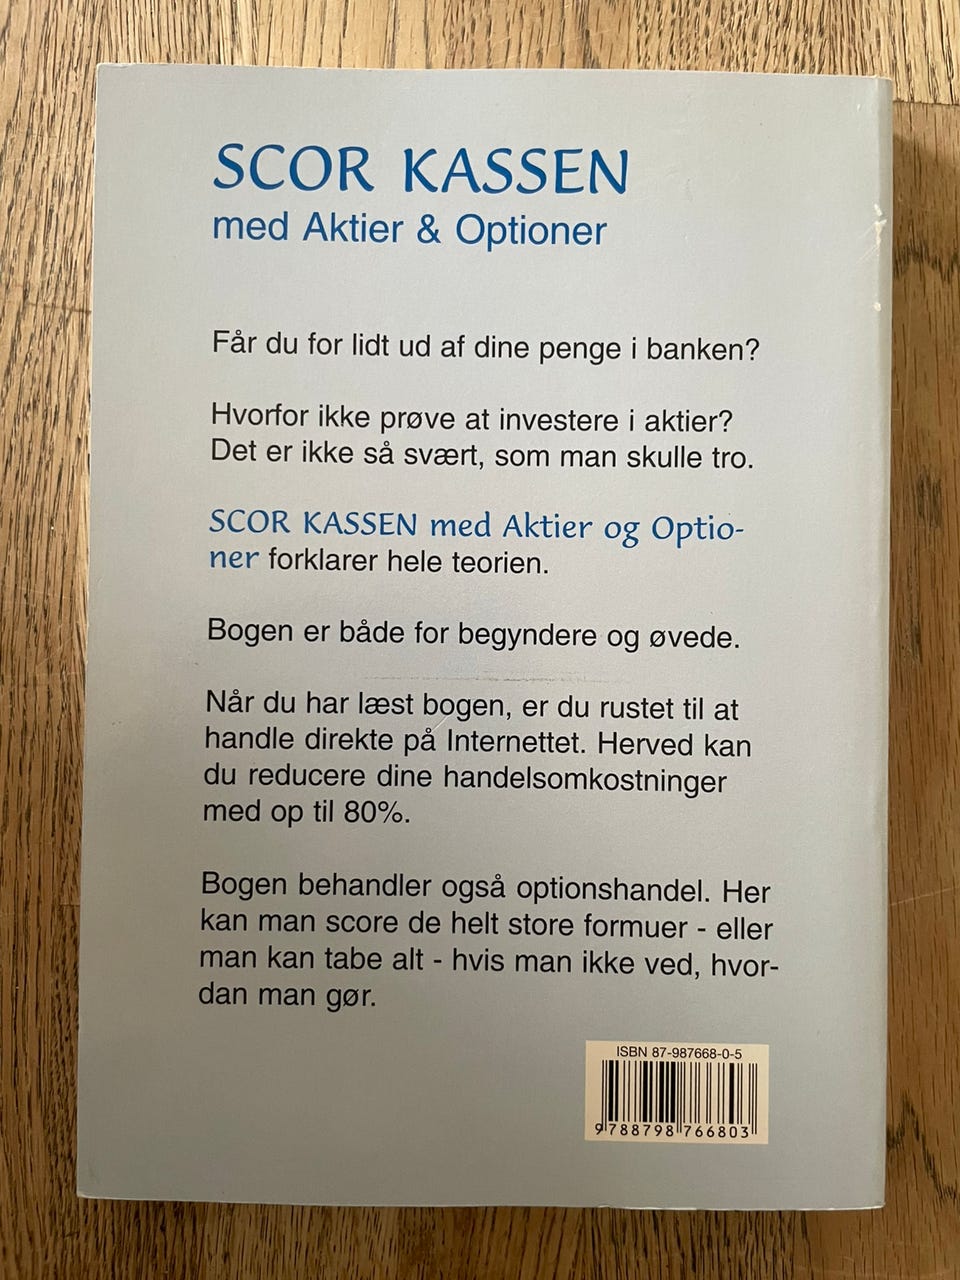 SCOR KASSEN
med Aktier & Optioner
Får du for lidt ud af dine penge i banken?
Hvorfor ikke prøve at investere i aktier?
Det er ikke så svært, som man skulle tro.
SCOR KASSEN med Aktier og Optio-
ner forklarer hele teorien.
Bogen er både for begyndere og øvede.
Når du har læst bogen, er du rustet til at
handle direkte på Internettet. Herved kan
du reducere dine handelsomkostninger
med op til 80%.
Bogen behandler også optionshandel. Her
kan man score de helt store formuer - eller
man kan tabe alt - hvis man ikke ved, hvor-
dan man gør.
ISBN 87-987668-0-5
9 788798 766803